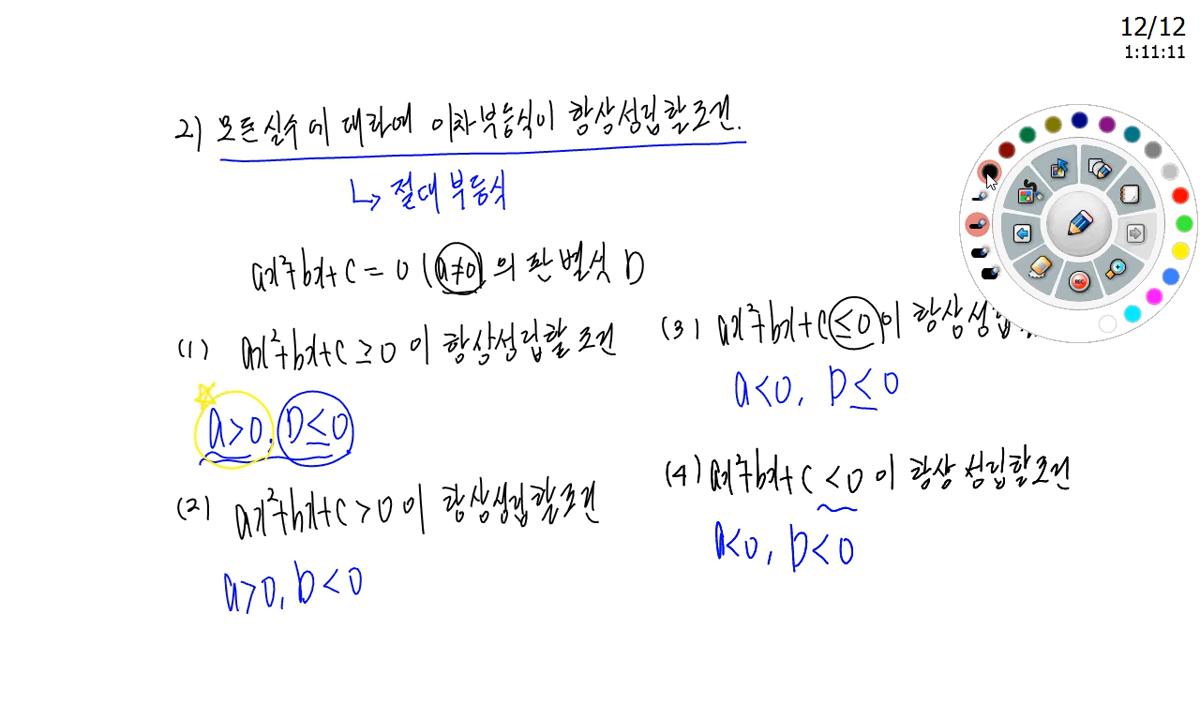 12/12
1:11:11
2) 모든 실수에 대하여 이차부등식이 항상성립할조건.
↳ 절대부등식
ax²+bx+c=0 (a≠0)의 판별식 D
(1) ax²+bx+c≥0이 항상성립할 조건
a>0, D≤0
(2) ax²+bx+c>0이 항상성립할조건
a>0, D<0
(3) ax²+bx+c≤0이 항상성립
a<0, D≤0
(4) ax²+bx+c<0이 항상 성립할조건
a<0, D<0
REC